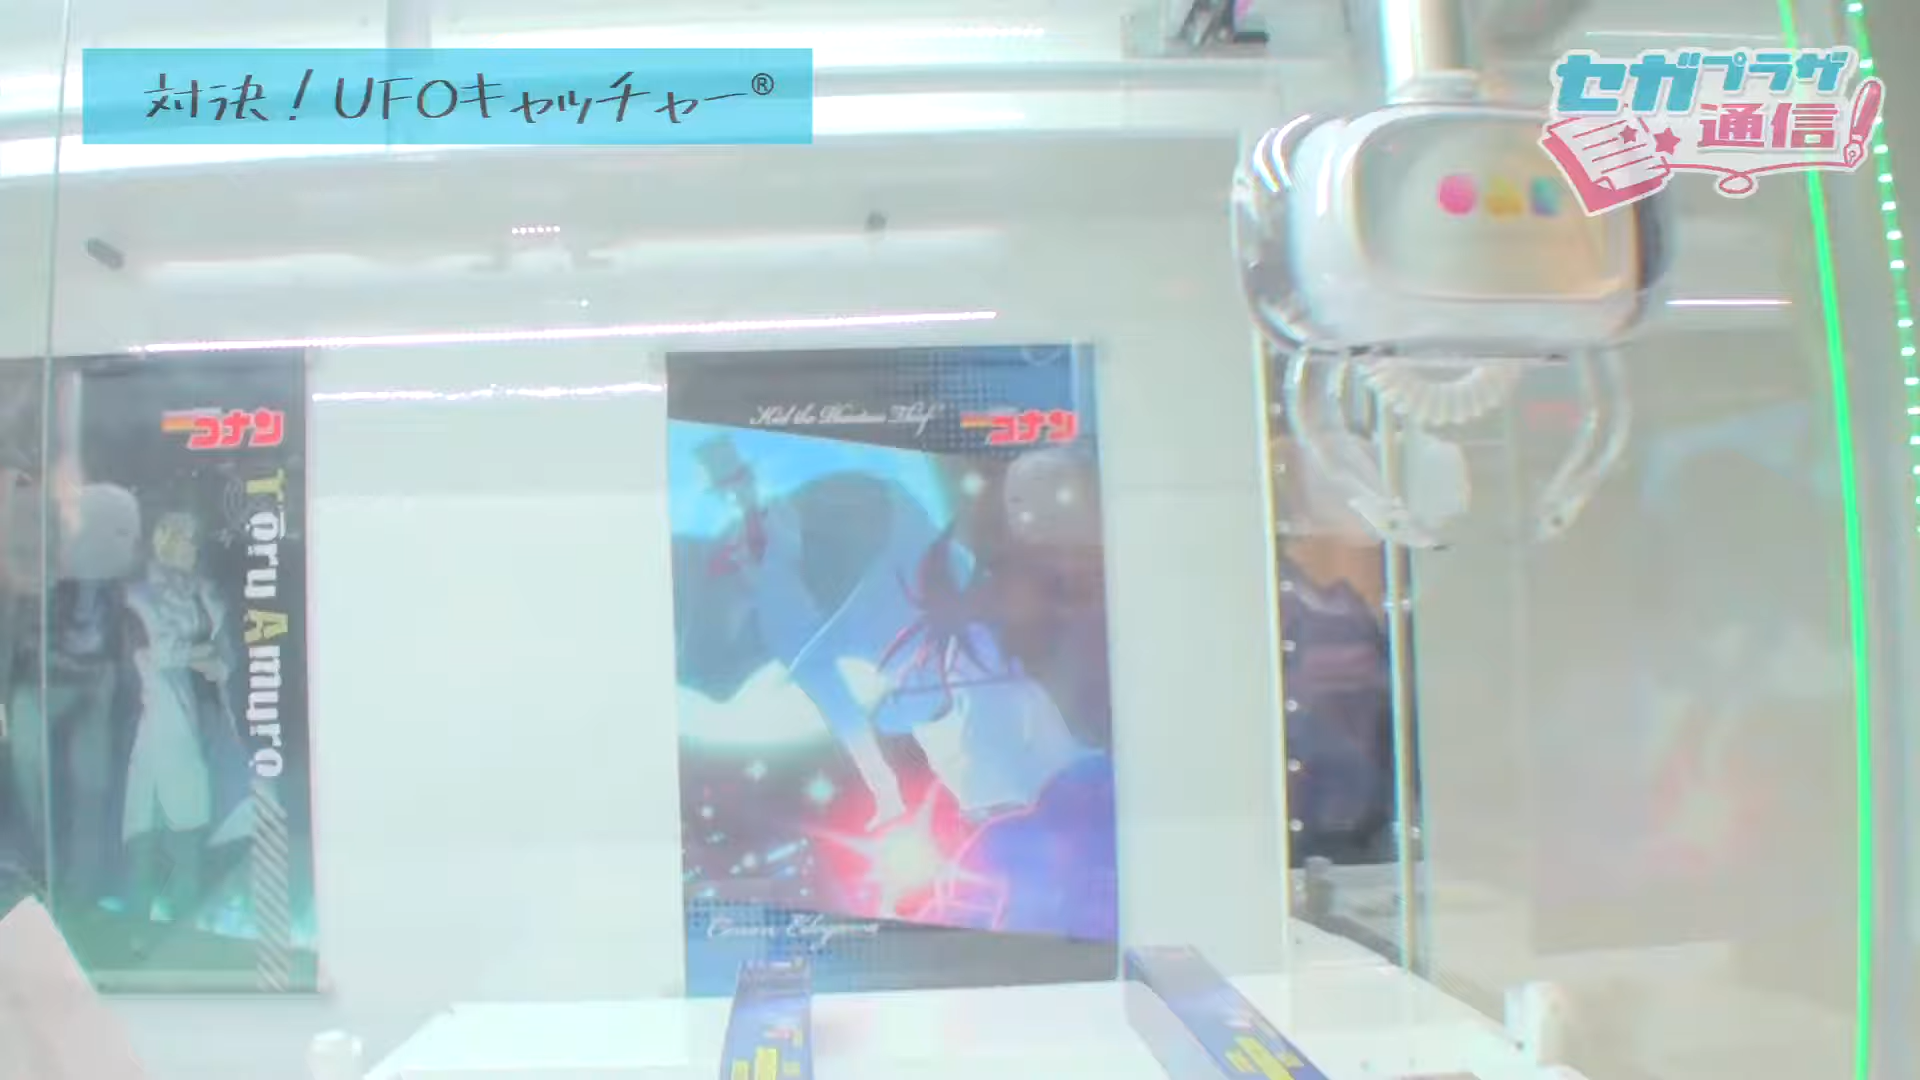 対決!UFOキャッチャー®
セガプラザ
通信
コナン
Tōru Amuro
Kid the Phantom Thief
コナン
Conan Edogawa